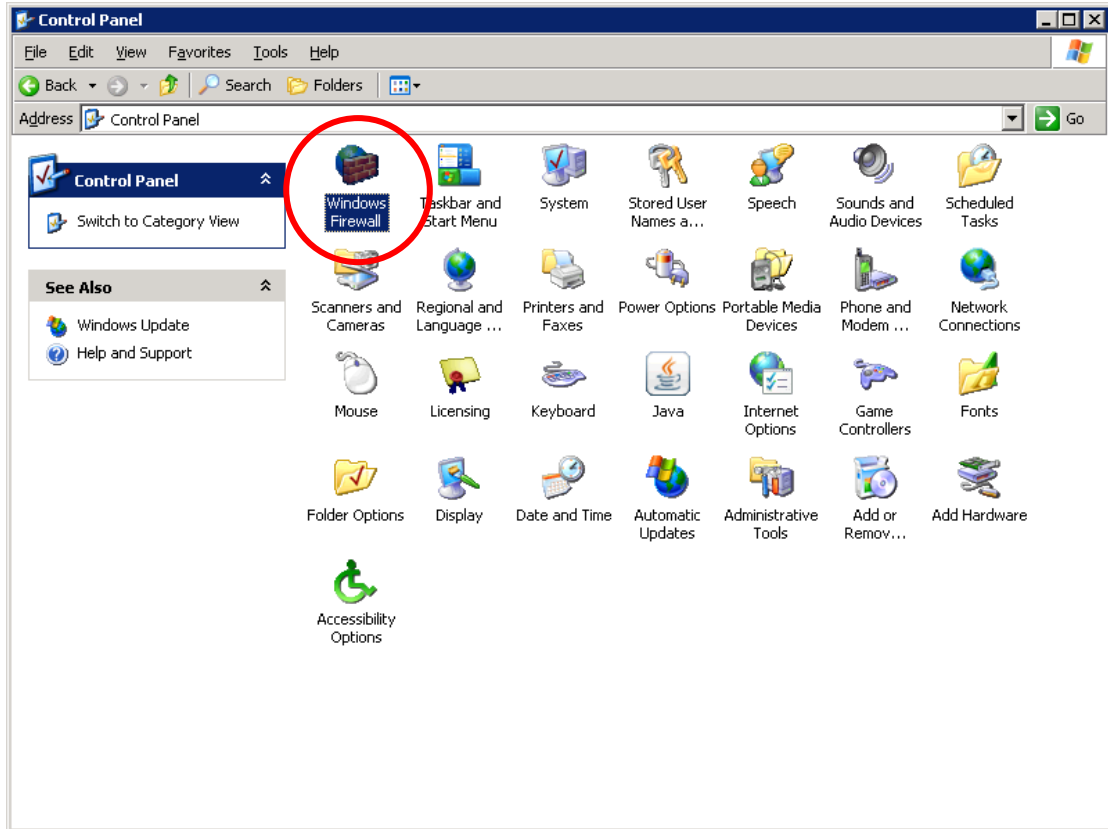 Control Panel
File Edit View Favorites Tools Help
Back Search Folders
Address Control Panel Go
Control Panel
Switch to Category View
See Also
Windows Update
Help and Support
Windows
Firewall
Taskbar and
Start Menu
System
Stored User
Names a...
Speech
Sounds and
Audio Devices
Scheduled
Tasks
Scanners and
Cameras
Regional and
Language ...
Printers and
Faxes
Power Options
Portable Media
Devices
Phone and
Modem ...
Network
Connections
Mouse
Licensing
Keyboard
Java
Internet
Options
Game
Controllers
Fonts
Folder Options
Display
Date and Time
Automatic
Updates
Administrative
Tools
Add or
Remov...
Add Hardware
Accessibility
Options